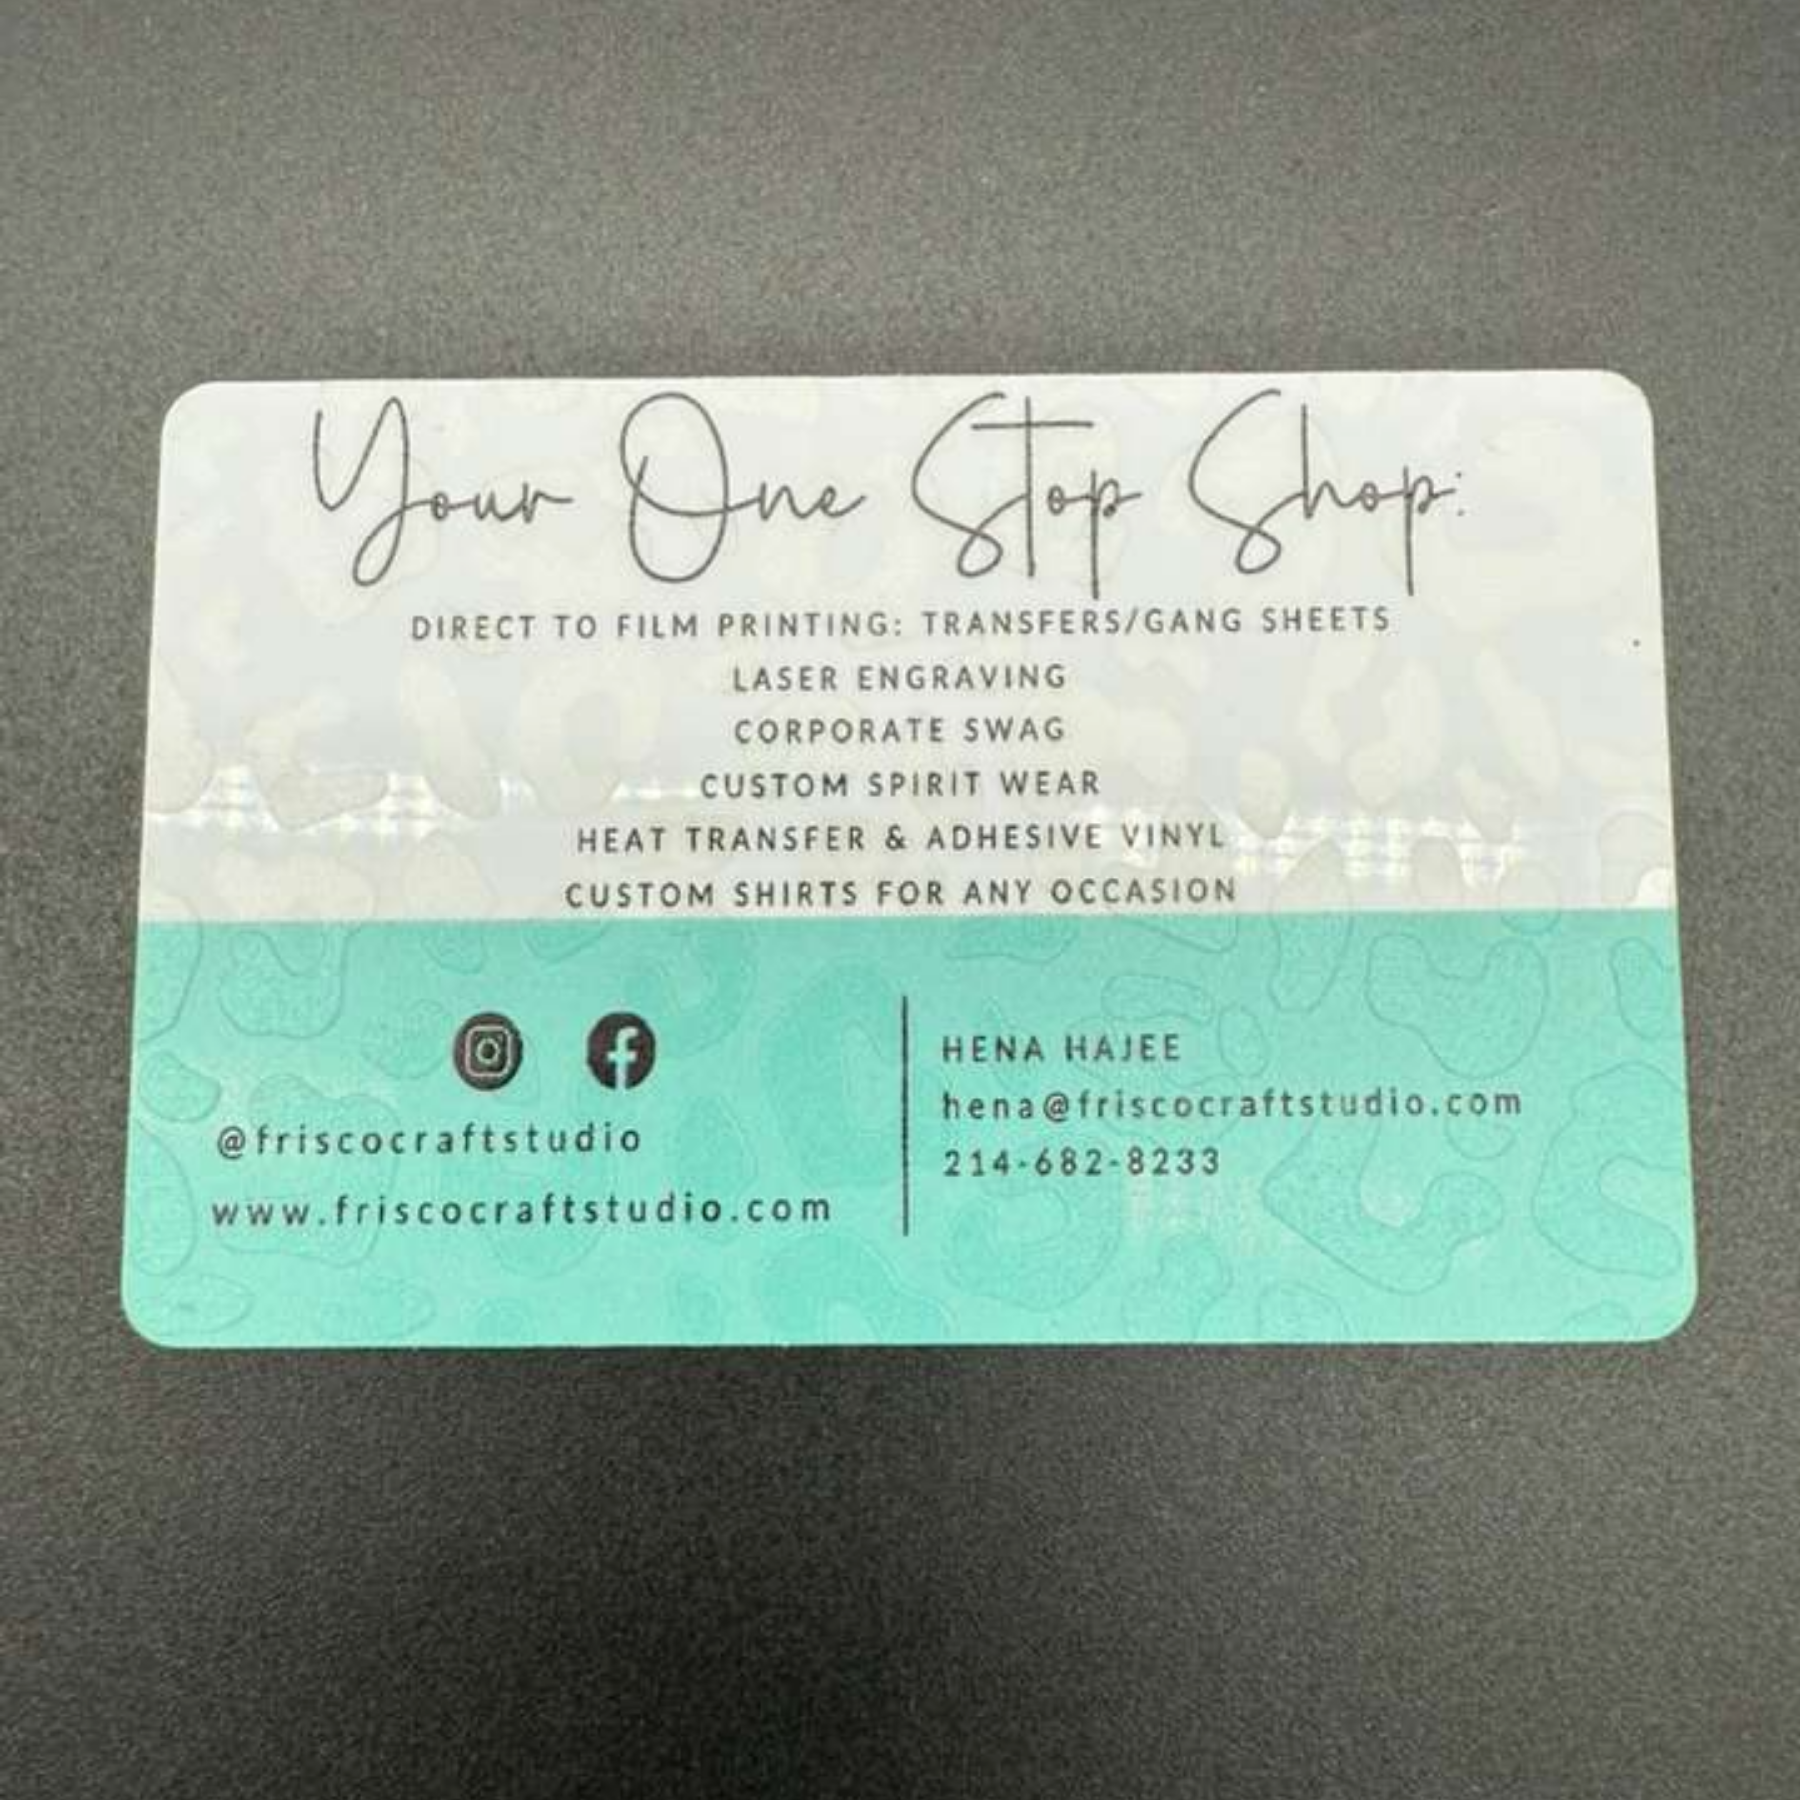 Your One Stop Shop:
DIRECT TO FILM PRINTING: TRANSFERS/GANG SHEETS
LASER ENGRAVING
CORPORATE SWAG
CUSTOM SPIRIT WEAR
HEAT TRANSFER & ADHESIVE VINYL
CUSTOM SHIRTS FOR ANY OCCASION
@friscocraftstudio
www.friscocraftstudio.com
HENA HAJEE
hena@friscocraftstudio.com
214-682-8233